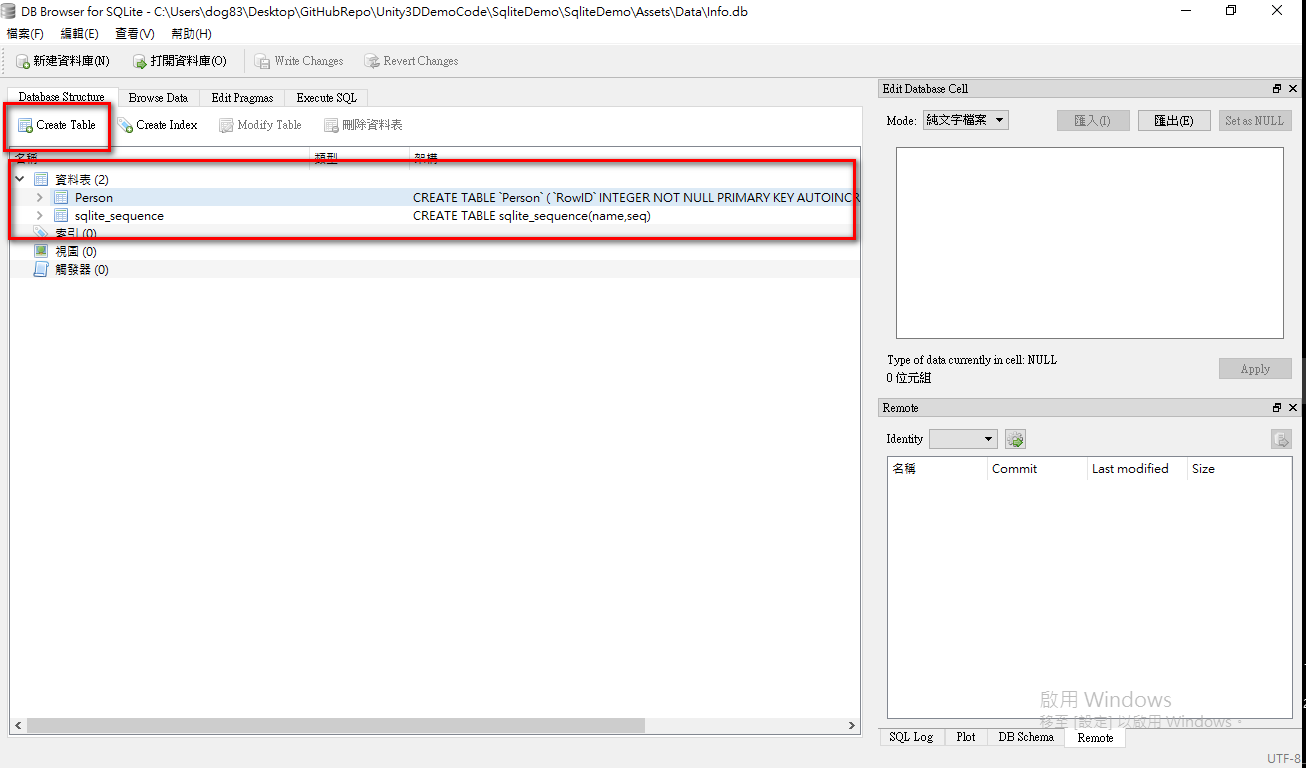 DB Browser for SQLite - C:\Users\dog83\Desktop\GitHubRepo\Unity3DDemoCode\SqliteDemo\SqliteDemo\Assets\Data\Info.db
檔案(F) 編輯(E) 查看(V) 幫助(H)
新建資料庫(N) 打開資料庫(O) Write Changes Revert Changes
Database Structure Browse Data Edit Pragmas Execute SQL
Create Table Create Index Modify Table 刪除資料表
名稱 類型 架構
資料表 (2)
Person CREATE TABLE `Person` ( `RowID` INTEGER NOT NULL PRIMARY KEY AUTOINCR
sqlite_sequence CREATE TABLE sqlite_sequence(name,seq)
索引 (0)
視圖 (0)
觸發器 (0)
Edit Database Cell
Mode: 純文字檔案 匯入(I) 匯出(E) Set as NULL
Type of data currently in cell: NULL
0 位元組
Apply
Remote
Identity
名稱 Commit Last modified Size
啟用 Windows
移至 [設定] 以啟用 Windows。
SQL Log Plot DB Schema Remote
UTF-8